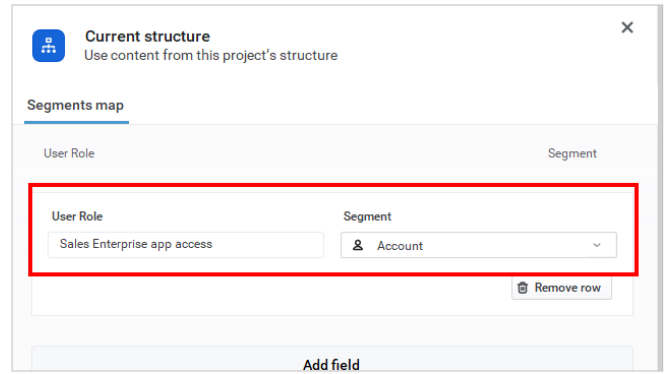 Current structure
Use content from this project's structure
Segments map
User Role Segment
User Role Segment
Sales Enterprise app access Account
Remove row
Add field